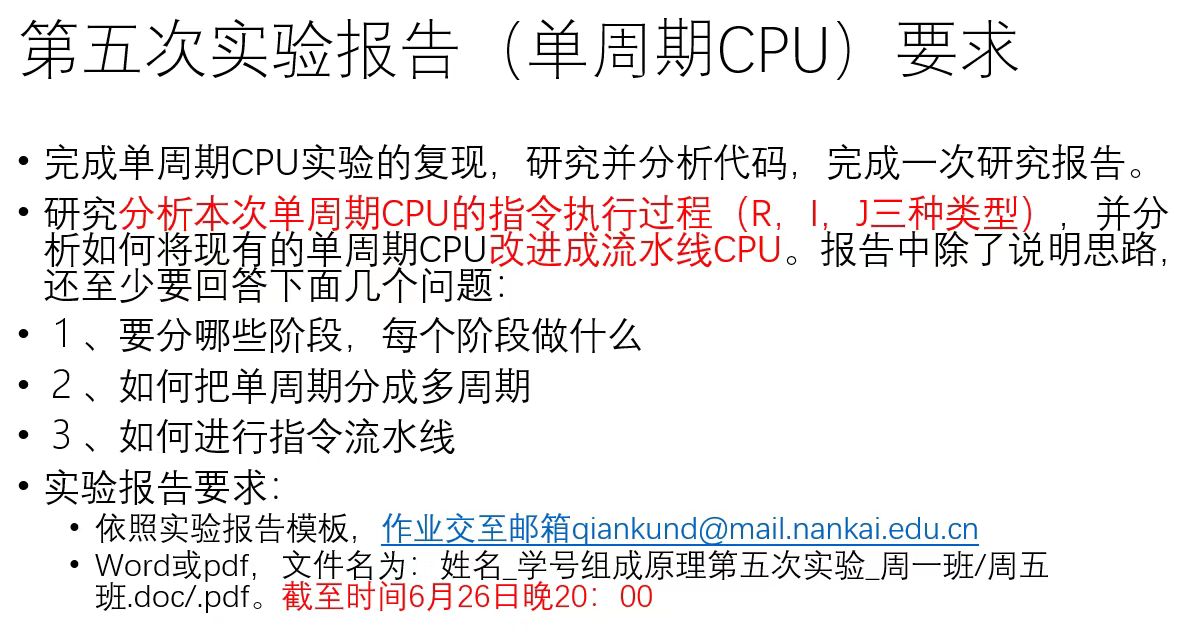 第五次实验报告（单周期CPU）要求
• 完成单周期CPU实验的复现，研究并分析代码，完成一次研究报告。
• 研究分析本次单周期CPU的指令执行过程（R，I，J三种类型），并分
析如何将现有的单周期CPU改进成流水线CPU。报告中除了说明思路，
还至少要回答下面几个问题：
• １、要分哪些阶段，每个阶段做什么
• ２、如何把单周期分成多周期
• ３、如何进行指令流水线
• 实验报告要求：
• 依照实验报告模板，作业交至邮箱qiankund@mail.nankai.edu.cn
• Word或pdf，文件名为：姓名_学号组成原理第五次实验_周一班/周五
班.doc/.pdf。截至时间6月26日晚20：00